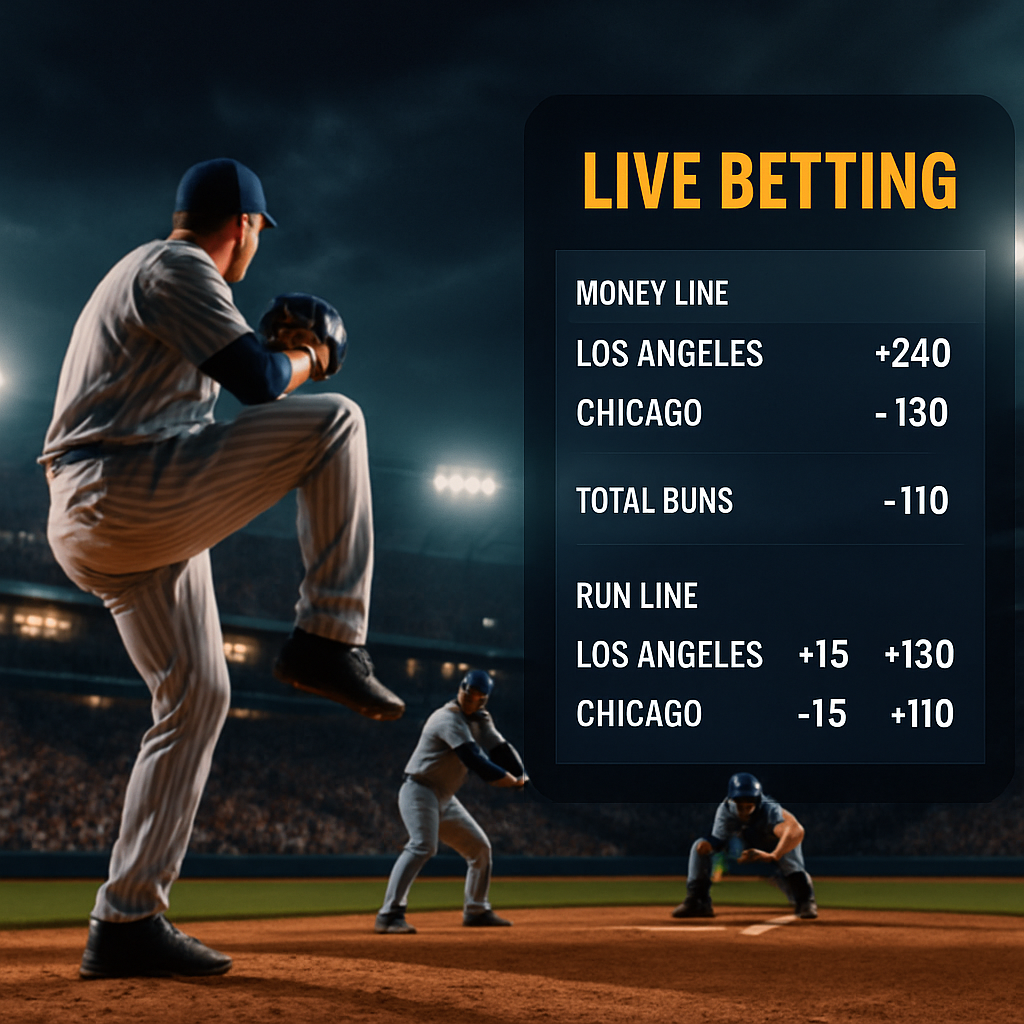 LIVE BETTING
MONEY LINE
LOS ANGELES +240
CHICAGO - 130
TOTAL BUNS -110
RUN LINE
LOS ANGELES +15 +130
CHICAGO -15 +110